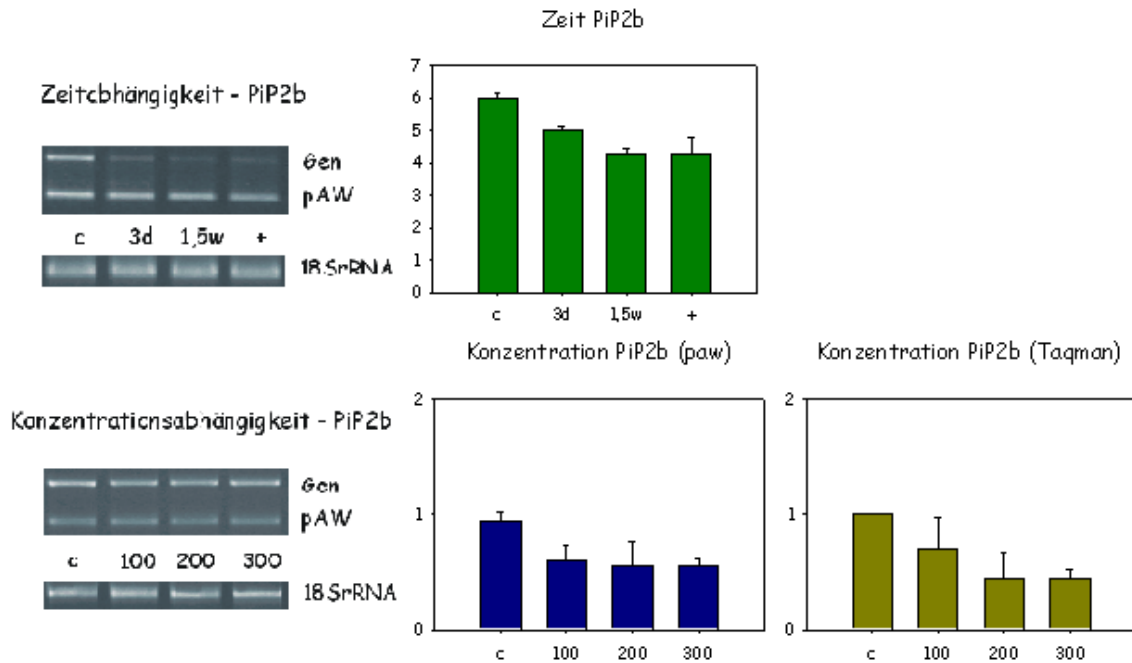 Zeit PiP2b
Zeitcbhängigkeit - PiP2b
Gen
pAW
c 3d 1,5w +
18SrRNA
7
6
5
4
3
2
1
0
c 3d 1,5w +
Konzentrationsabhängigkeit - PiP2b
Gen
pAW
c 100 200 300
18SrRNA
Konzentration PiP2b (paw)
2
1
0
c 100 200 300
Konzentration PiP2b (Taqman)
2
1
0
c 100 200 300